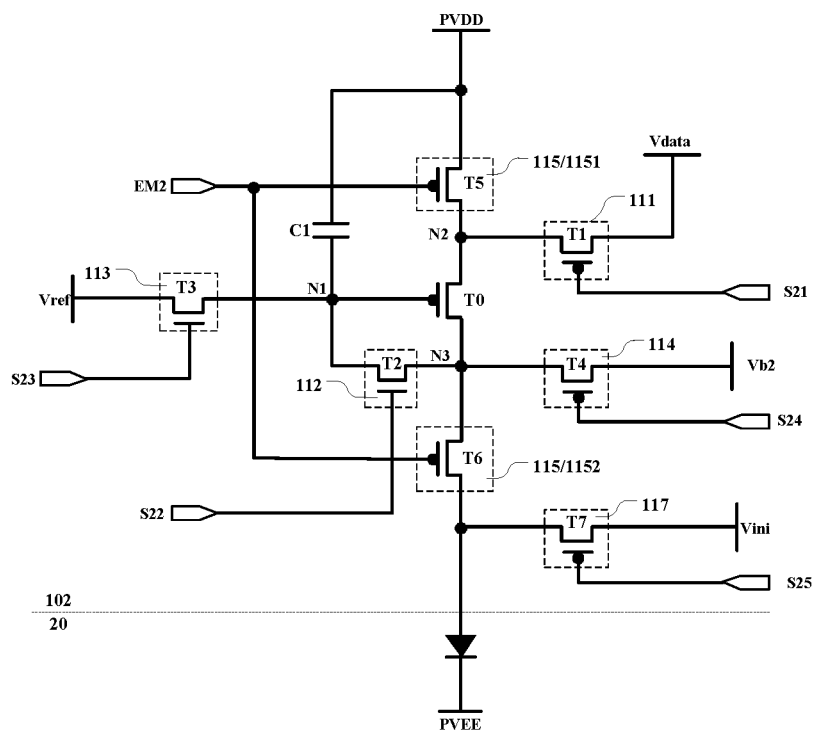 PVDD
Vdata
115/1151
EM2
T5
111
T1
C1
N2
113
T3
N1
Vref
T0
S21
N3
T2
T4
114
S23
112
Vb2
T6
S24
115/1152
S22
117
T7
Vini
S25
102
20
PVEE